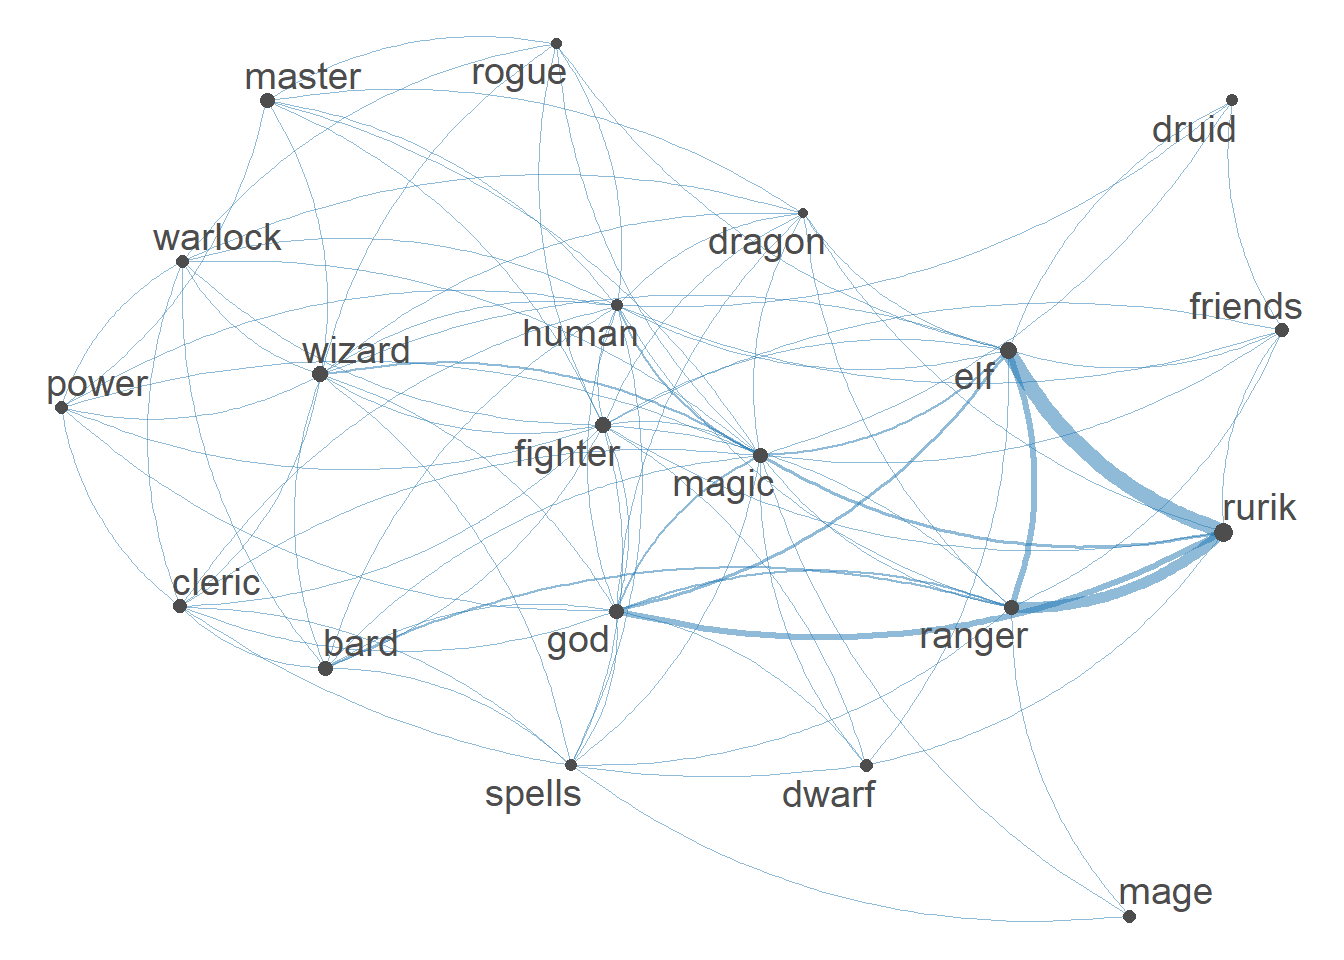 master
rogue
druid
warlock
dragon
friends
human
wizard
power
elf
fighter
magic
rurik
cleric
bard
god
ranger
spells
dwarf
mage